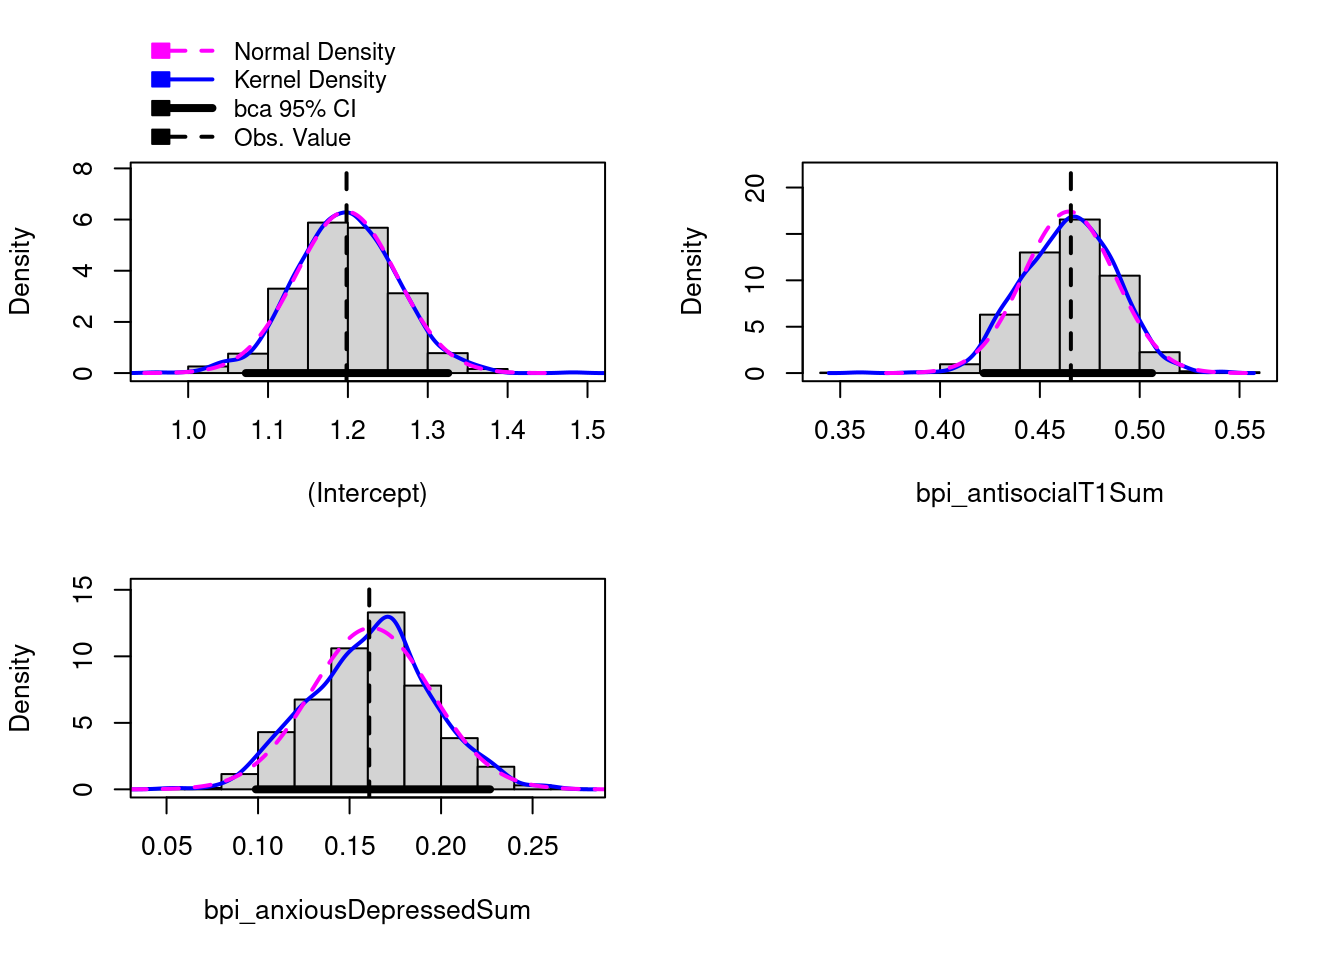 Normal Density
Kernel Density
bca 95% CI
Obs. Value
Density
0 2 4 6 8
1.0 1.1 1.2 1.3 1.4 1.5
(Intercept)
Density
0 5 10 20
0.35 0.40 0.45 0.50 0.55
bpi_antisocialT1Sum
Density
0 5 10 15
0.05 0.10 0.15 0.20 0.25
bpi_anxiousDepressedSum